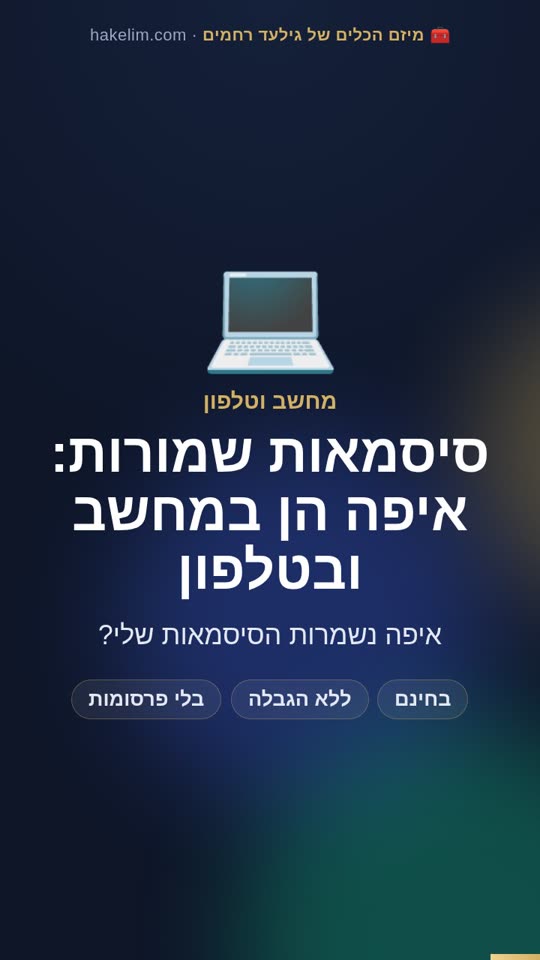 🧰 מיזם הכלים של גילעד רחמים · hakelim.com
מחשב וטלפון
סיסמאות שמורות:
איפה הן במחשב
ובטלפון
איפה נשמרות הסיסמאות שלי?
בחינם
ללא הגבלה
בלי פרסומות